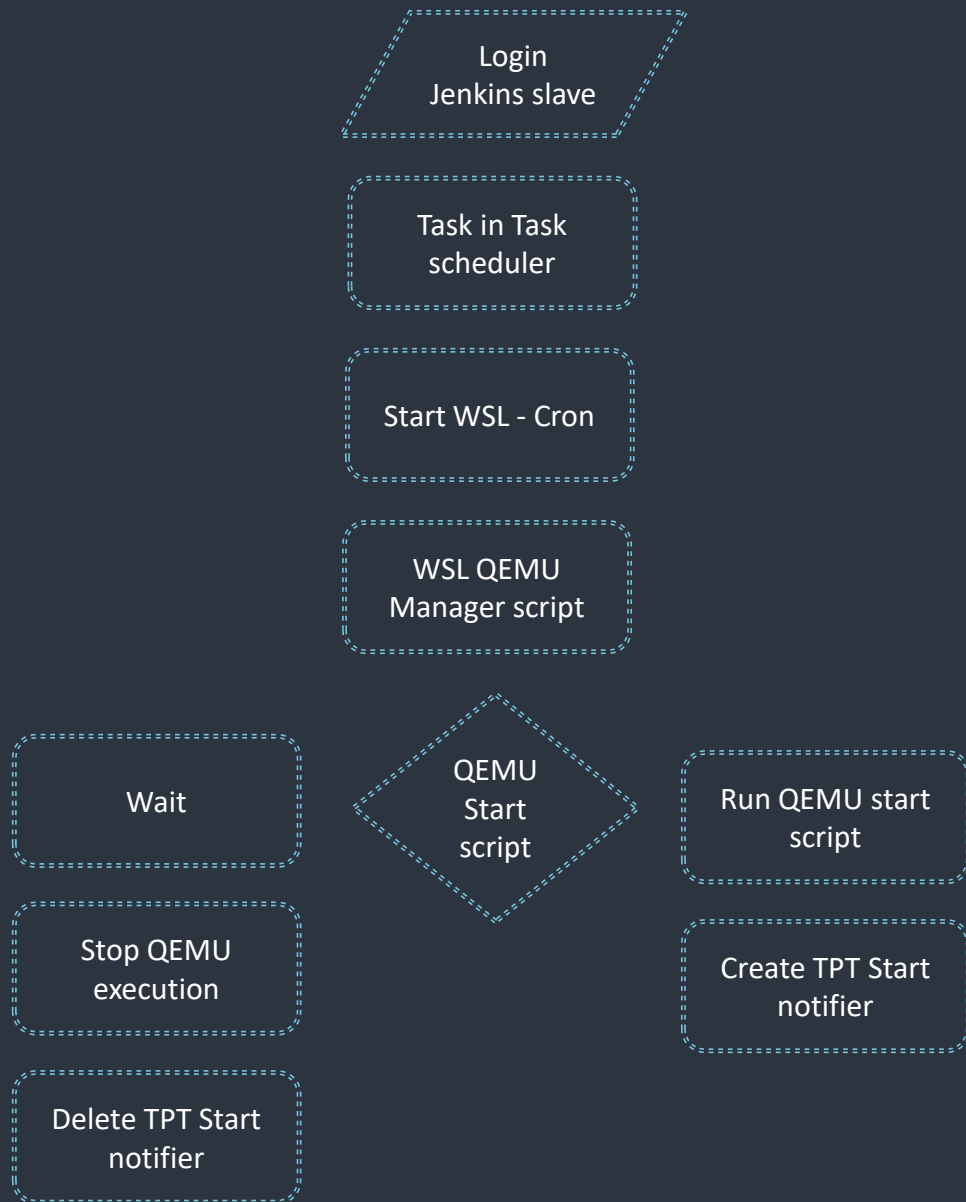 Login
Jenkins slave
Task in Task
scheduler
Start WSL - Cron
WSL QEMU
Manager script
QEMU
Start
script
Wait
Run QEMU start
script
Stop QEMU
execution
Create TPT Start
notifier
Delete TPT Start
notifier